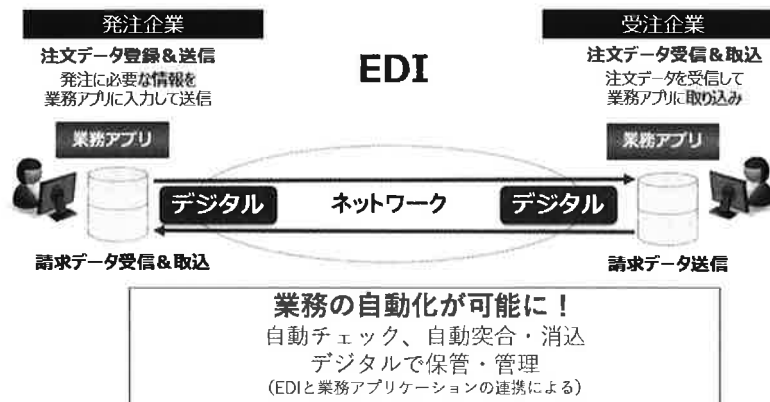 発注企業
注文データ登録＆送信
発注に必要な情報を
業務アプリに入力して送信
業務アプリ
EDI
受注企業
注文データ受信＆取込
注文データを受信して
業務アプリに取り込み
業務アプリ
デジタル
ネットワーク
デジタル
請求データ受信＆取込
請求データ送信
業務の自動化が可能に！
自動チェック、自動突合・消込
デジタルで保管・管理
(EDIと業務アプリケーションの連携による)